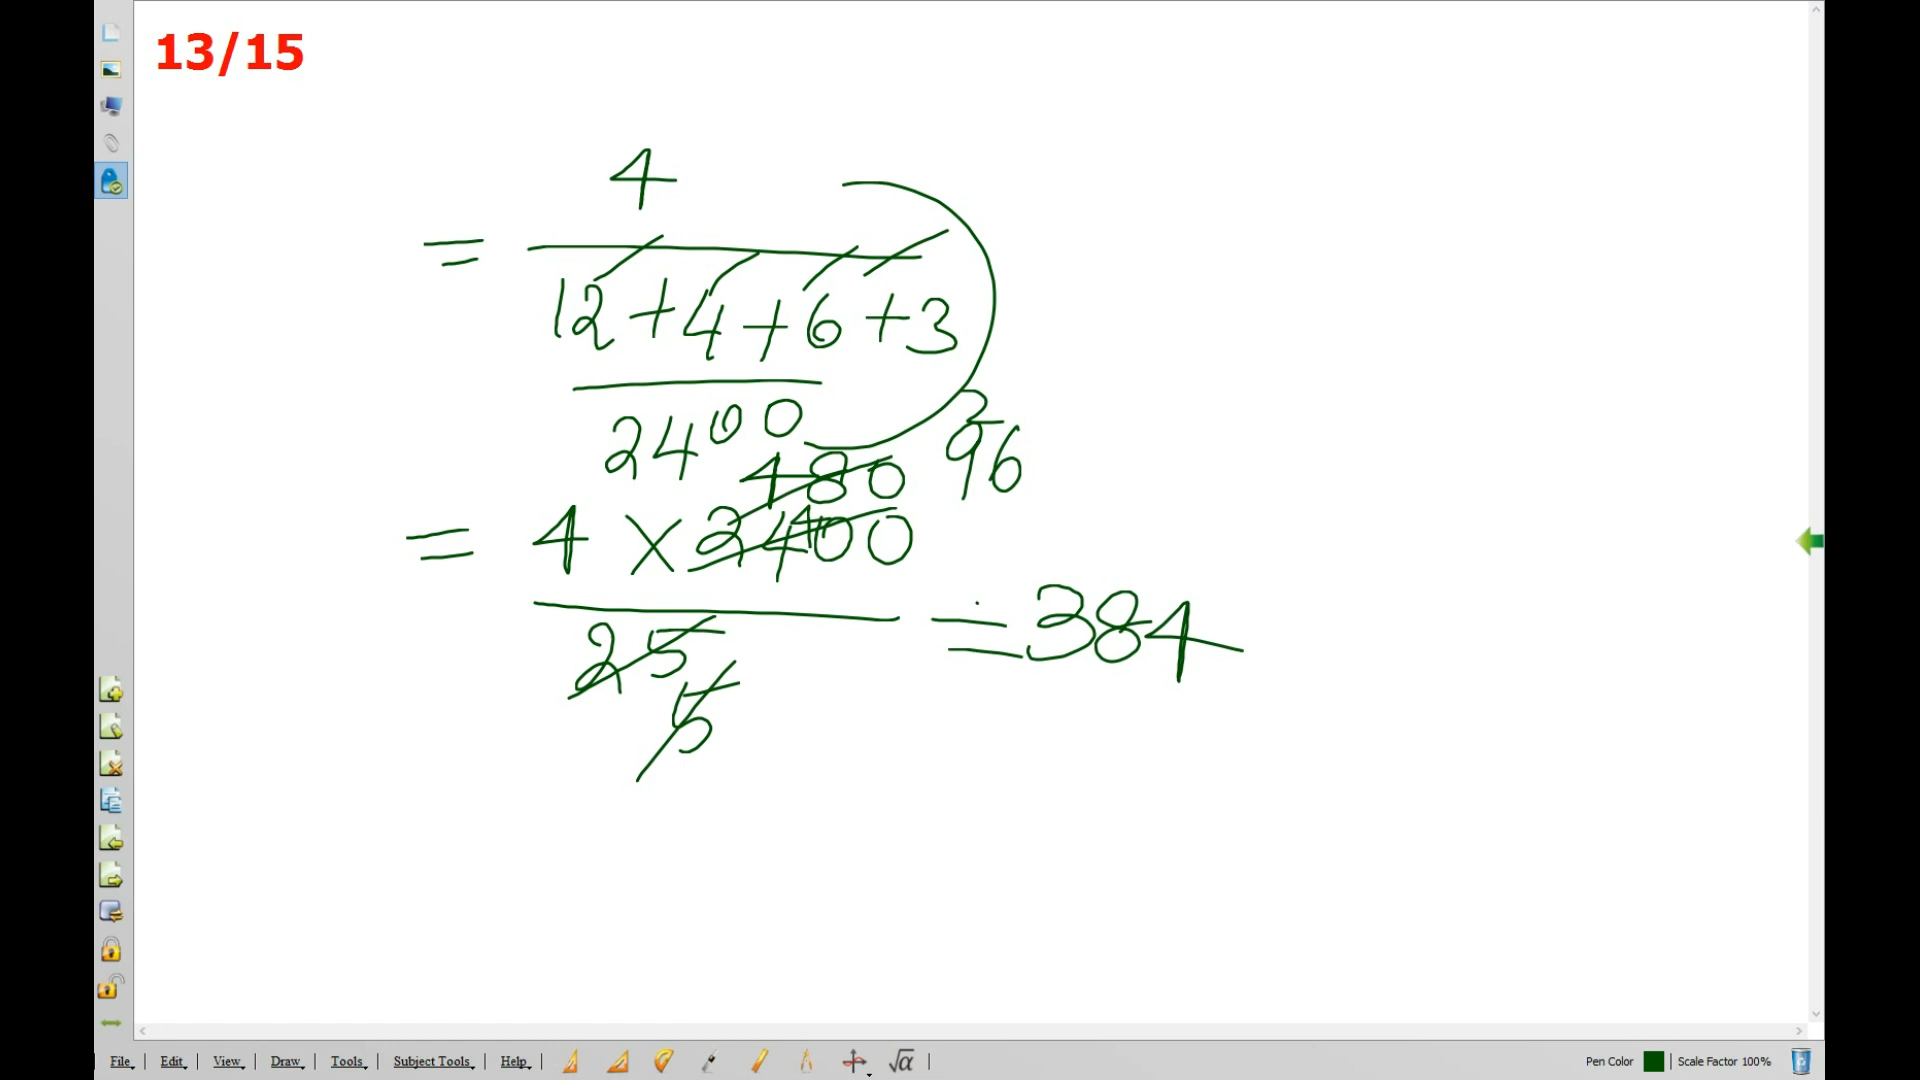 13/15
4
=
12 + 4 + 6 + 3
2400
480 96
= 4 × 2400
25 = 384
5
File Edit View Draw Tools Subject Tools Help Pen Color Scale Factor 100%